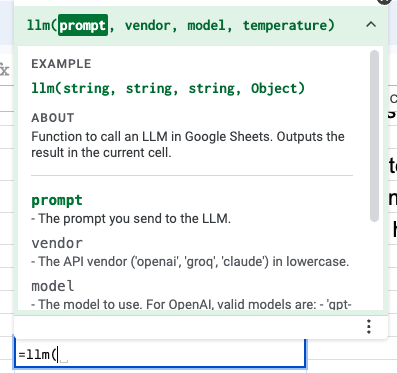 llm(prompt, vendor, model, temperature)
EXAMPLE
llm(string, string, string, Object)
ABOUT
Function to call an LLM in Google Sheets. Outputs the
result in the current cell.
prompt
- The prompt you send to the LLM.
vendor
- The API vendor ('openai', 'groq', 'claude') in lowercase.
model
- The model to use. For OpenAI, valid models are: - 'gpt-
=llm(